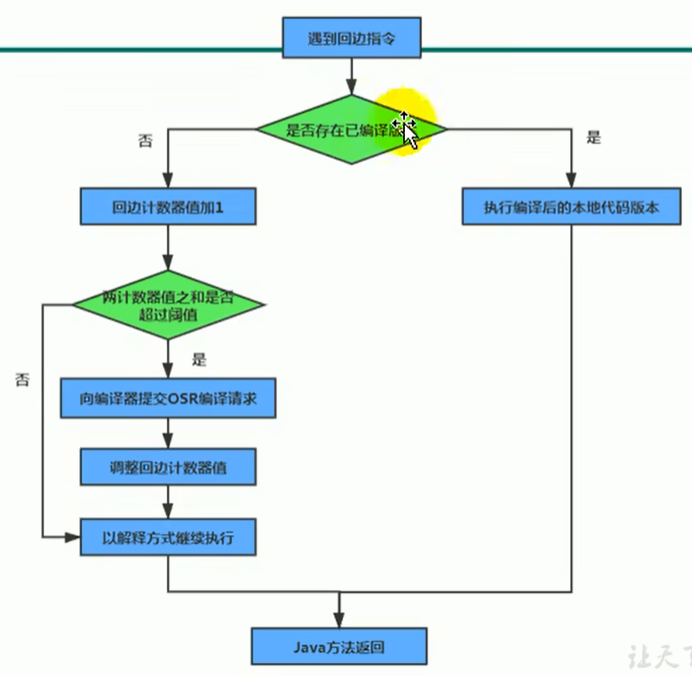 遇到回边指令
是否存在已编译版
否
是
回边计数器值加1
执行编译后的本地代码版本
两计数器值之和是否
超过阈值
是
否
向编译器提交OSR编译请求
调整回边计数器值
以解释方式继续执行
Java方法返回
让天